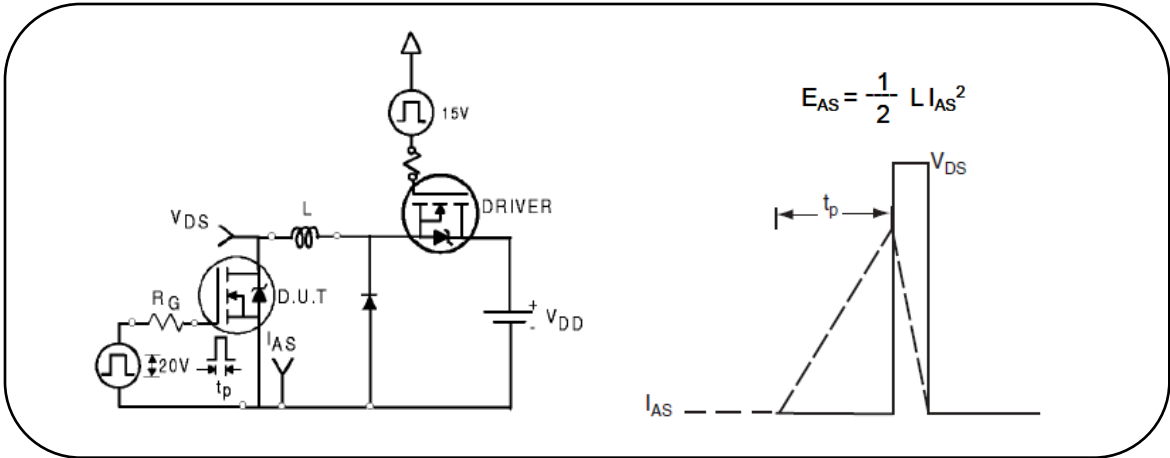 15V
DRIVER
L
VDS
D.U.T
RG
IAS
20V
tp
+
VDD
-
EAS = 1/2 L IAS²
VDS
tp
IAS